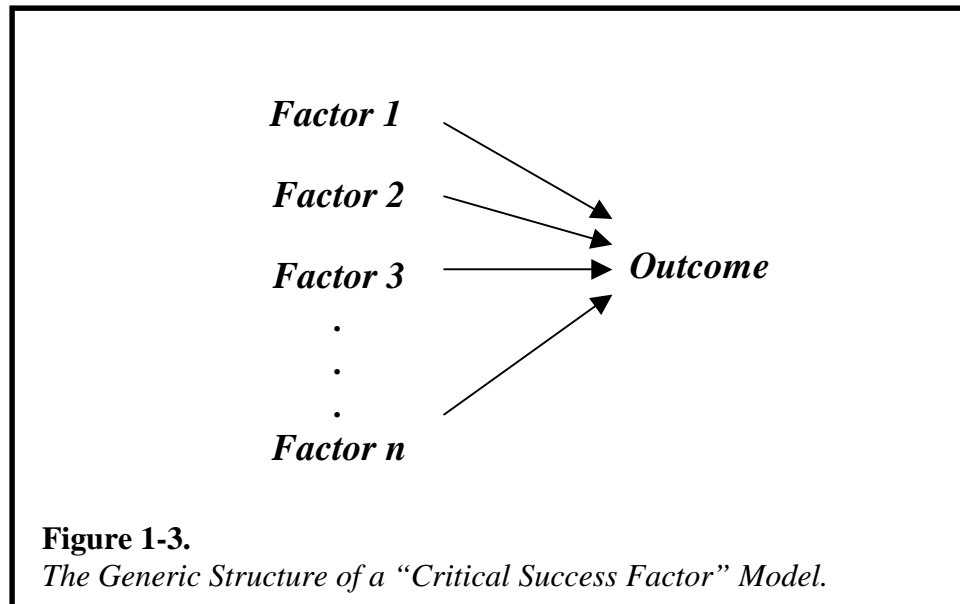 Factor 1
Factor 2
Outcome
Factor 3
.
.
.
Factor n
Figure 1-3.
The Generic Structure of a “Critical Success Factor” Model.